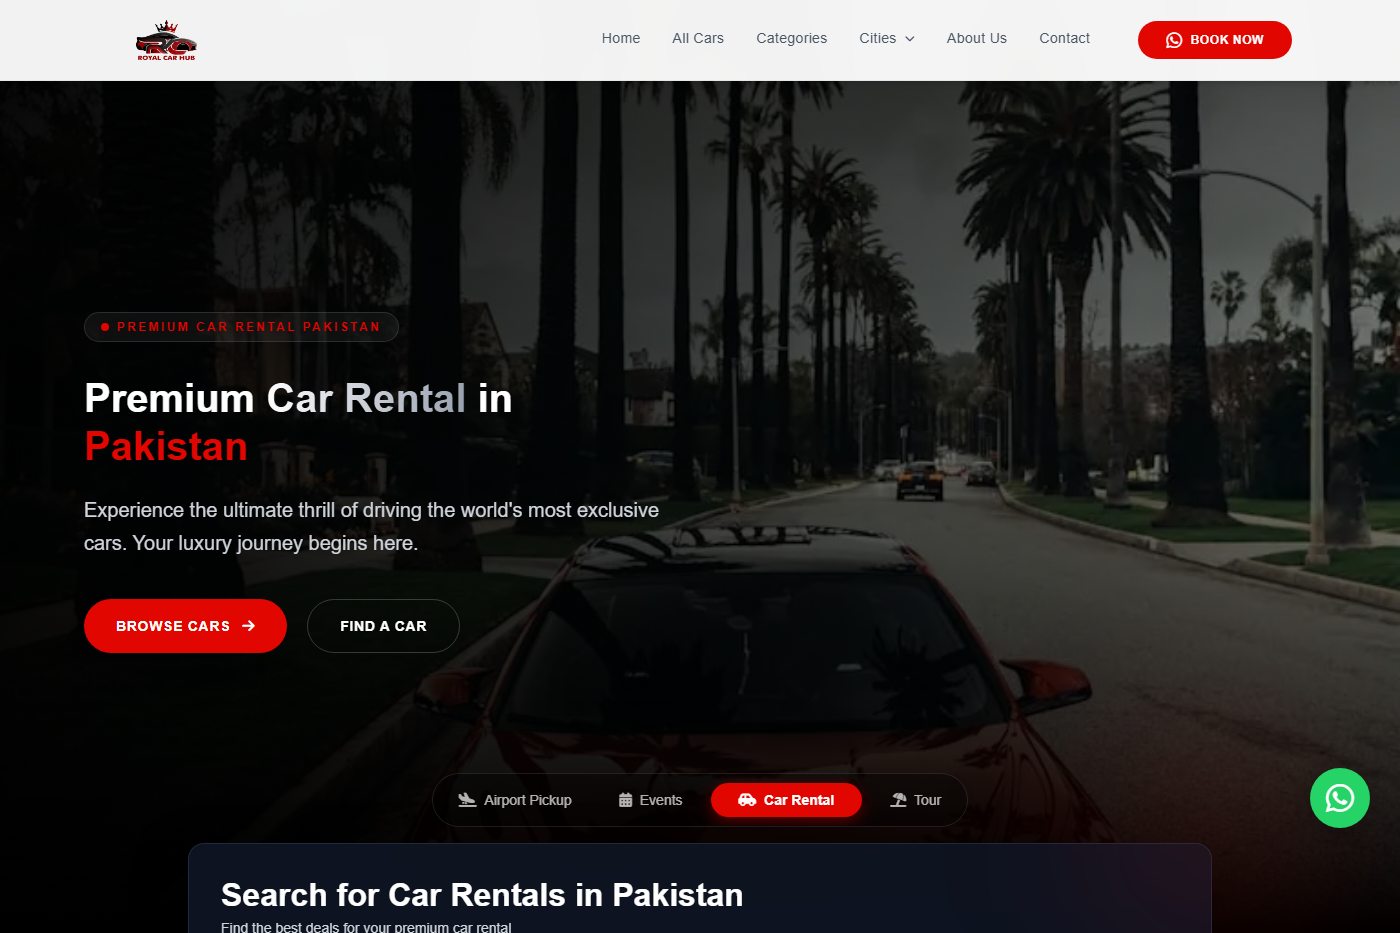 RC
ROYAL CAR HUB
Home
All Cars
Categories
Cities
About Us
Contact
BOOK NOW
PREMIUM CAR RENTAL PAKISTAN
Premium Car Rental in
Pakistan
Experience the ultimate thrill of driving the world's most exclusive
cars. Your luxury journey begins here.
BROWSE CARS
FIND A CAR
Airport Pickup
Events
Car Rental
Tour
Search for Car Rentals in Pakistan
Find the best deals for your premium car rental